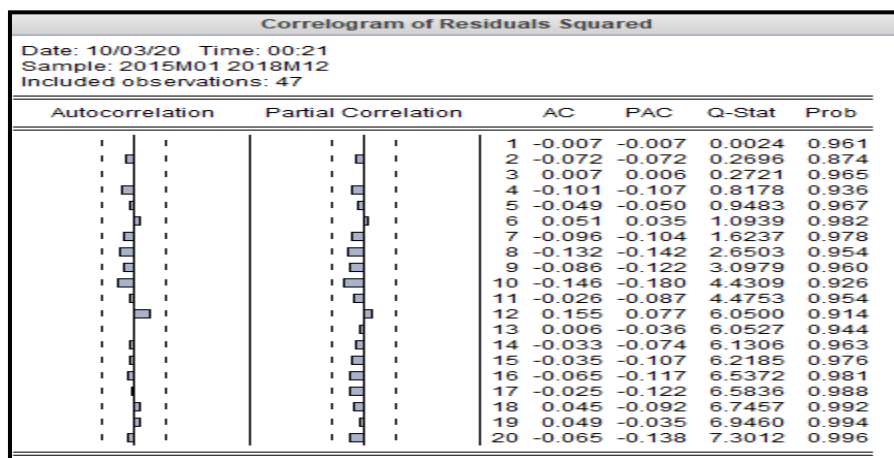 Correlogram of Residuals Squared
Date: 10/03/20 Time: 00:21
Sample: 2015M01 2018M12
Included observations: 47
Autocorrelation Partial Correlation AC PAC Q-Stat Prob
1 -0.007 -0.007 0.0024 0.961
2 -0.072 -0.072 0.2696 0.874
3 0.007 0.006 0.2721 0.965
4 -0.101 -0.107 0.8178 0.936
5 -0.049 -0.050 0.9483 0.967
6 0.051 0.035 1.0939 0.982
7 -0.096 -0.104 1.6237 0.978
8 -0.132 -0.142 2.6503 0.954
9 -0.086 -0.122 3.0979 0.960
10 -0.146 -0.180 4.4309 0.926
11 -0.026 -0.087 4.4753 0.954
12 0.155 0.077 6.0500 0.914
13 0.006 -0.036 6.0527 0.944
14 -0.033 -0.074 6.1306 0.963
15 -0.035 -0.107 6.2185 0.976
16 -0.065 -0.117 6.5372 0.981
17 -0.025 -0.122 6.5836 0.988
18 0.045 -0.092 6.7457 0.992
19 0.049 -0.035 6.9460 0.994
20 -0.065 -0.138 7.3012 0.996